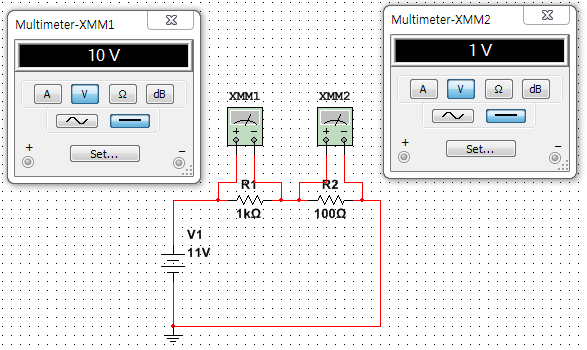 Multimeter-XMM1
10 V
A V Ω dB
+ Set... −
Multimeter-XMM2
1 V
A V Ω dB
+ Set... −
XMM1 XMM2
+ − + −
R1 R2
1kΩ 100Ω
V1
11V